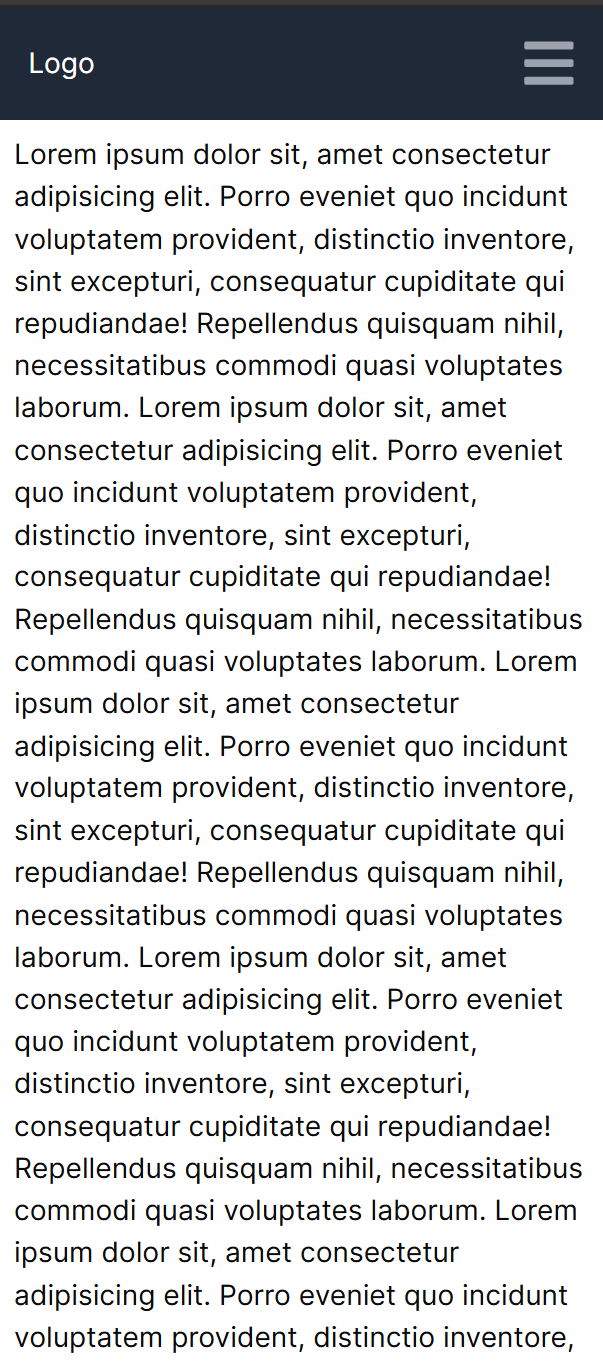 Logo
Lorem ipsum dolor sit, amet consectetur
adipisicing elit. Porro eveniet quo incidunt
voluptatem provident, distinctio inventore,
sint excepturi, consequatur cupiditate qui
repudiandae! Repellendus quisquam nihil,
necessitatibus commodi quasi voluptates
laborum. Lorem ipsum dolor sit, amet
consectetur adipisicing elit. Porro eveniet
quo incidunt voluptatem provident,
distinctio inventore, sint excepturi,
consequatur cupiditate qui repudiandae!
Repellendus quisquam nihil, necessitatibus
commodi quasi voluptates laborum. Lorem
ipsum dolor sit, amet consectetur
adipisicing elit. Porro eveniet quo incidunt
voluptatem provident, distinctio inventore,
sint excepturi, consequatur cupiditate qui
repudiandae! Repellendus quisquam nihil,
necessitatibus commodi quasi voluptates
laborum. Lorem ipsum dolor sit, amet
consectetur adipisicing elit. Porro eveniet
quo incidunt voluptatem provident,
distinctio inventore, sint excepturi,
consequatur cupiditate qui repudiandae!
Repellendus quisquam nihil, necessitatibus
commodi quasi voluptates laborum. Lorem
ipsum dolor sit, amet consectetur
adipisicing elit. Porro eveniet quo incidunt
voluptatem provident, distinctio inventore,